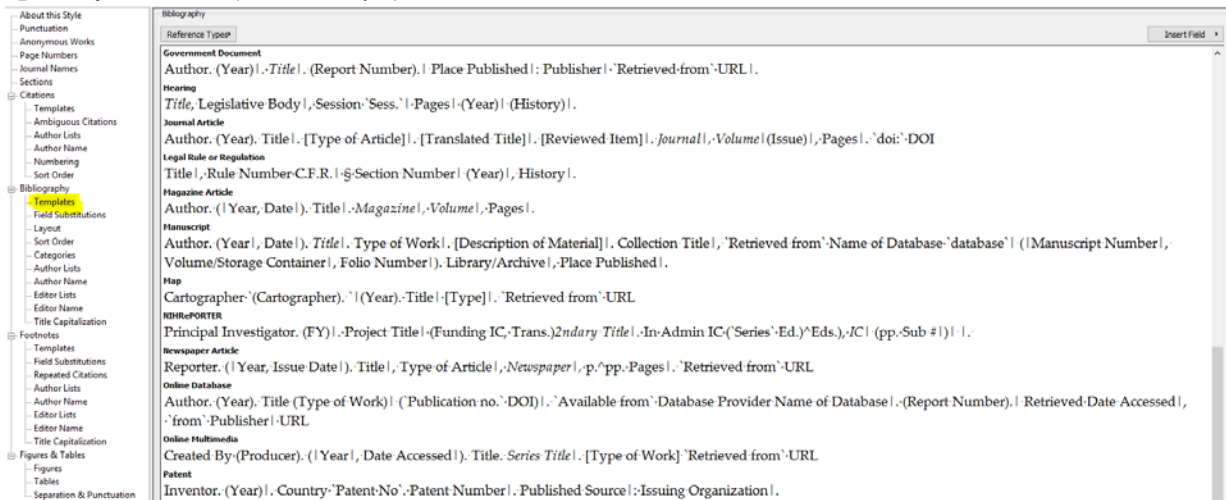 About this Style
Punctuation
Anonymous Works
Page Numbers
Journal Names
Sections
Citations
Templates
Ambiguous Citations
Author Lists
Author Name
Numbering
Sort Order
Bibliography
Templates
Field Substitutions
Layout
Sort Order
Categories
Author Lists
Author Name
Editor Lists
Editor Name
Title Capitalization
Footnotes
Templates
Field Substitutions
Repeated Citations
Author Lists
Author Name
Editor Lists
Editor Name
Title Capitalization
Figures & Tables
Figures
Tables
Separation & Punctuation
Bibliography
Reference Types
Insert Field
Government Document
Author. (Year)|.·Title|. (Report Number).| Place Published|: Publisher|·`Retrieved·from`·URL|.
Hearing
Title,·Legislative·Body|,·Session·`Sess.`|·Pages|·(Year)|·(History)|.
Journal Article
Author. (Year). Title|. [Type of Article]|. [Translated Title]|. [Reviewed Item]|. Journal|,·Volume|(Issue)|,·Pages|. `doi:`·DOI
Legal Rule or Regulation
Title|,·Rule·Number·C.F.R.|·§·Section·Number|·(Year)|,·History|.
Magazine Article
Author. (|Year, Date|). Title|.·Magazine|,·Volume|,·Pages|.
Manuscript
Author. (Year|, Date|). Title|. Type of Work|. [Description of Material]|. Collection Title|, `Retrieved from`·Name of Database·`database`| (|Manuscript Number|,·
Volume/Storage Container|, Folio Number|). Library/Archive|,·Place Published|.
Map
Cartographer·`(Cartographer). `|(Year).·Title|·[Type]|. `Retrieved from`·URL
NIHRePORTER
Principal Investigator. (FY)|.·Project Title|·(Funding IC, Trans.)2ndary Title|.·In·Admin IC·(`Series`·Ed.)^Eds.),·IC| (pp.·Sub #|)| |.
Newspaper Article
Reporter. (|Year, Issue Date|). Title|, Type of Article|,·Newspaper|,·p.^pp.·Pages|. `Retrieved from`·URL
Online Database
Author. (Year). Title·(Type of Work)| (`Publication no.`·DOI)|. `Available from`·Database Provider Name of Database|.·(Report Number).| Retrieved·Date Accessed|,
·`from`·Publisher|·URL
Online Multimedia
Created By·(Producer). (|Year|, Date Accessed|). Title. Series Title|. [Type of Work] `Retrieved from`·URL
Patent
Inventor. (Year)|. Country·`Patent·No`.·Patent·Number|. Published Source|:·Issuing·Organization|.